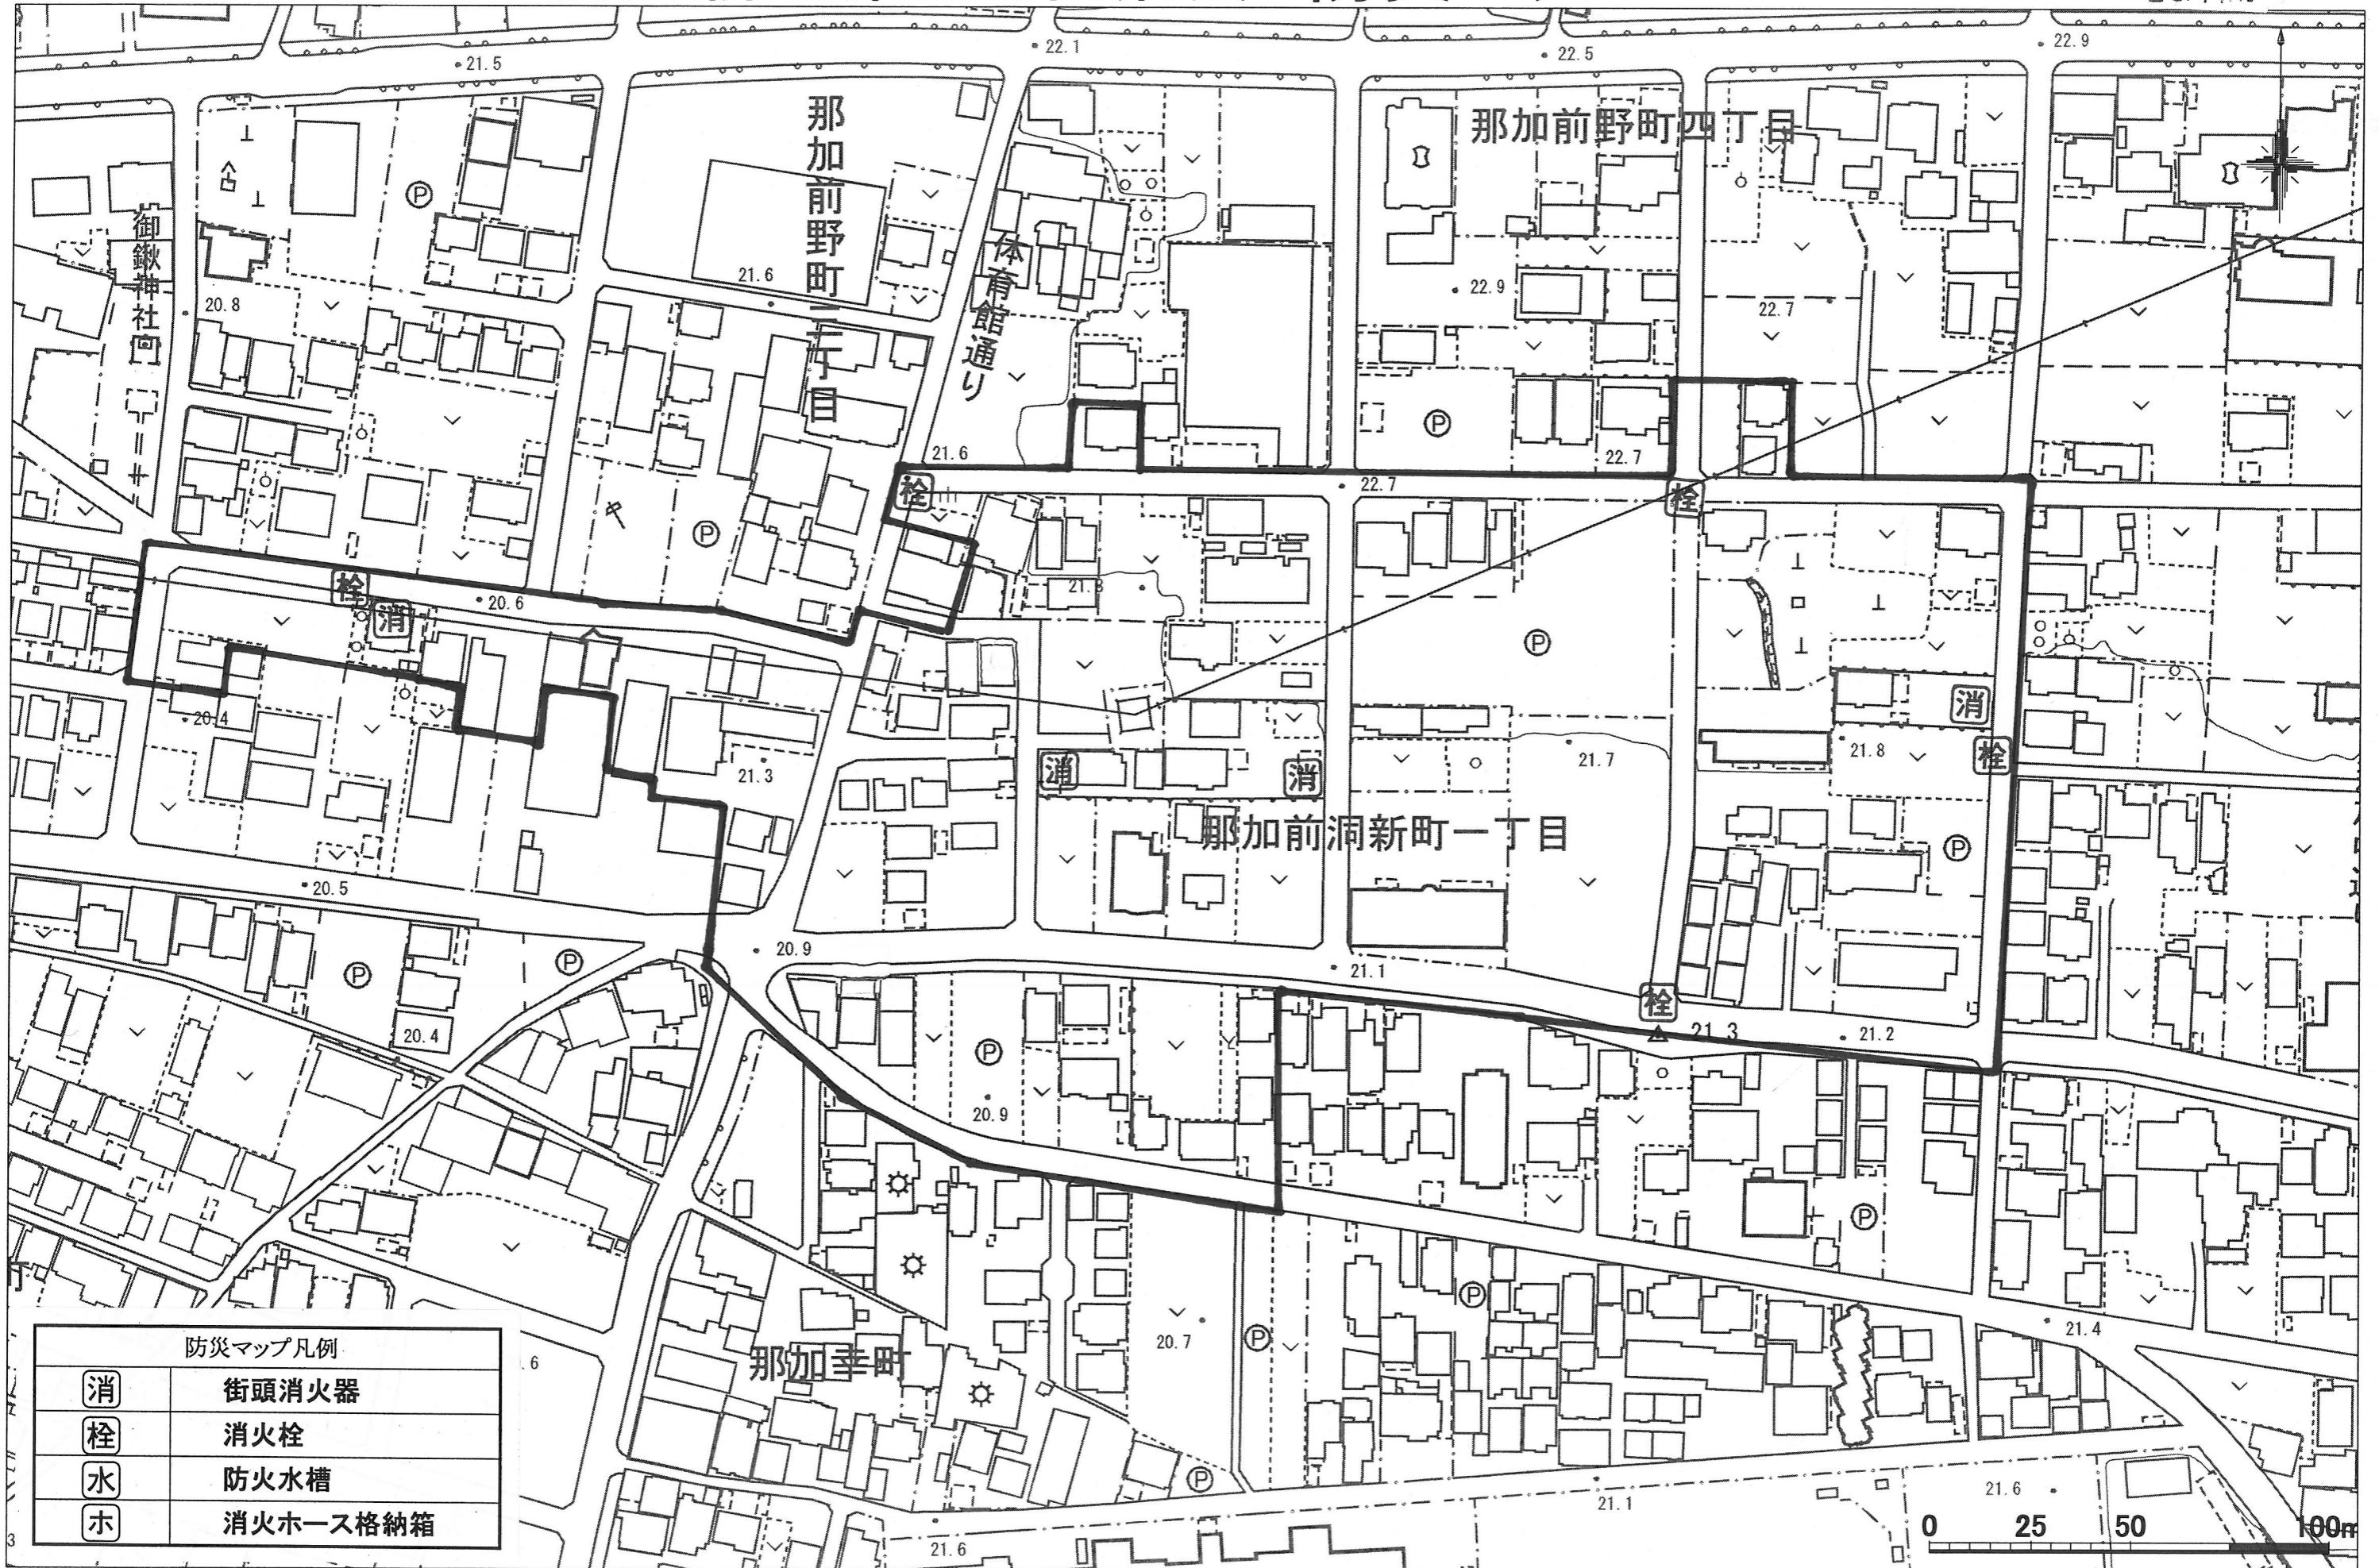 22.1
22.5
22.9
21.5
那加前野町四丁目
那加前野町三丁目
体育館通り
御鍬神社
20.8
21.6
22.9
22.7
Ⓟ
Ⓟ
21.6
22.7
栓
22.7
栓
Ⓟ
栓
消
20.6
Ⓟ
消
20.4
21.3
消
消
21.7
21.8
栓
那加前洞新町一丁目
Ⓟ
20.5
20.9
21.1
Ⓟ
Ⓟ
栓
21.3
21.2
20.4
Ⓟ
20.9
Ⓟ
Ⓟ
20.7
Ⓟ
21.4
那加幸町
Ⓟ
21.1
21.6
21.6
防災マップ凡例
消 街頭消火器
栓 消火栓
水 防火水槽
ホ 消火ホース格納箱
0 25 50 100m